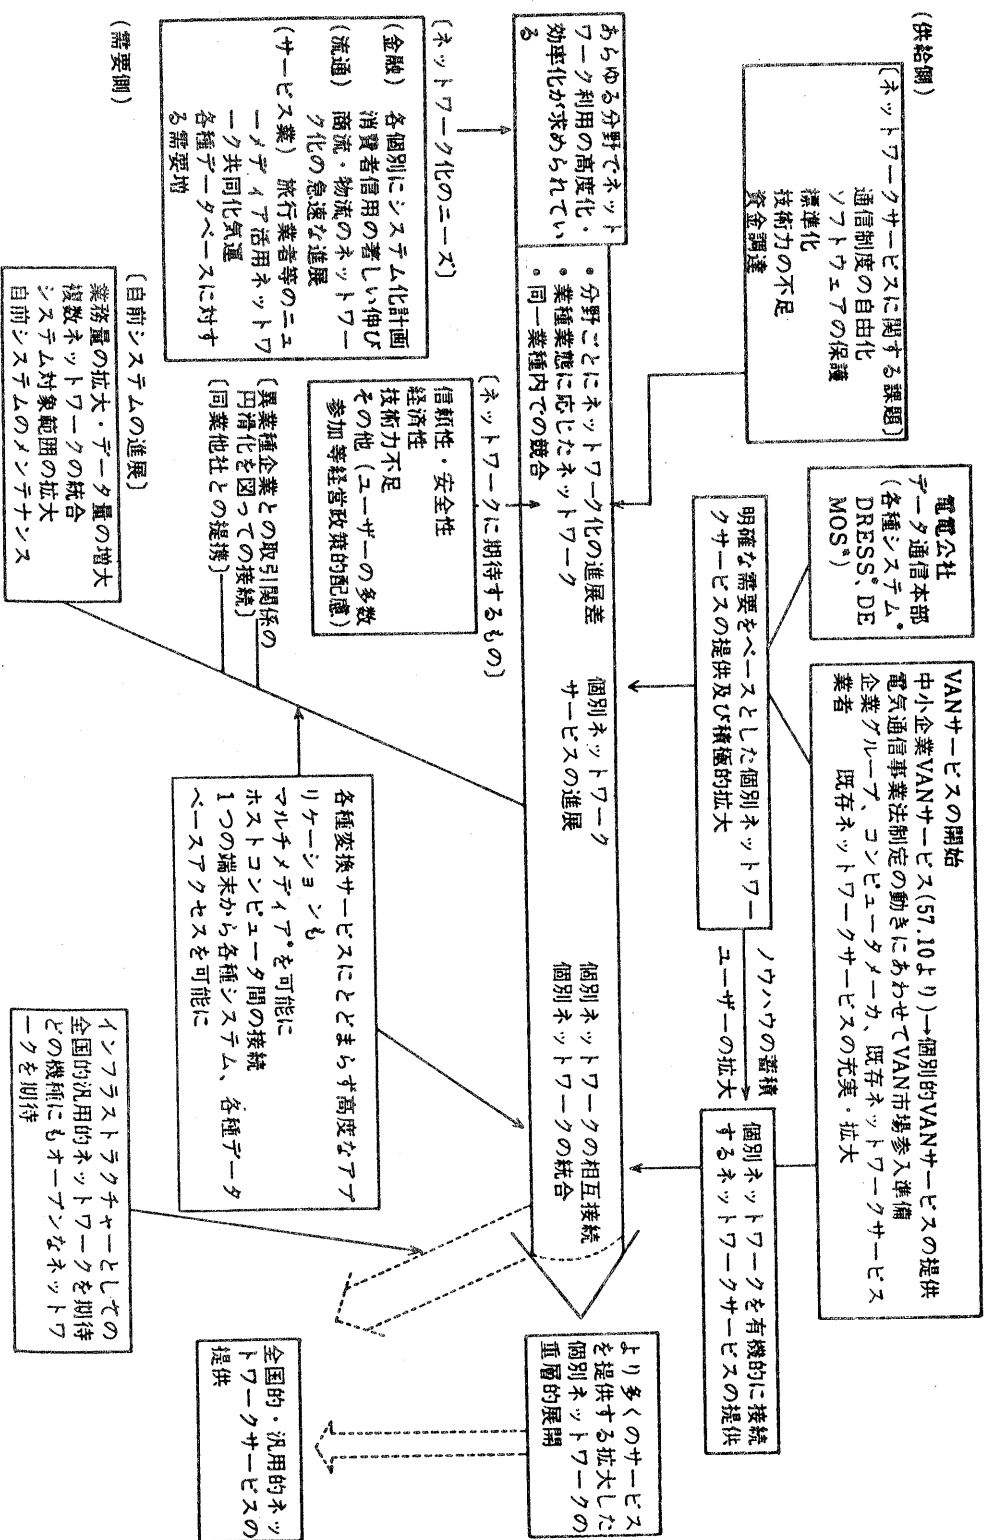 (供給側)
〔ネットワークサービスに関する課題〕
通信制度の自由化
ソフトウェアの保護
標準化
技術力の不足
資金調達
電電公社
データ通信本部
(各種システム*
DRESS*、DE
MOS*)
VANサービスの開始
中小企業VANサービス(57.10より)→個別的VANサービスの提供
電気通信事業法制定の動きにあわせてVAN市場参入準備
企業グループ、コンピュータメーカ、既存ネットワークサービス
業者 既存ネットワークサービスの充実・拡大
明確な需要をベースとした個別ネットワー
クサービスの提供及び積極的拡大
ノウハウの蓄積
ユーザーの拡大
個別ネットワークを有機的に接続
するネットワークサービスの提供
あらゆる分野でネット
ワーク利用の高度化・
効率化が求められてい
る
・分野ごとにネットワーク化の進展差
・業種業態に応じたネットワーク
・同一業種内での競合
個別ネットワーク
サービスの進展
個別ネットワークの相互接続
個別ネットワークの統合
より多くのサービス
を提供する拡大した
個別ネットワークの
重層的展開
〔ネットワーク化のニーズ〕
(金融) 各個別にシステム化計画
消費者信用の著しい伸び
(流通) 商流・物流のネットワー
ク化の急速な進展
(サービス業) 旅行業者等のニュ
ーメディア活用ネットワ
ーク共同化気運
各種データベースに対す
る需要増
〔ネットワークに期待するもの〕
信頼性・安全性
経済性
技術力不足
その他(ユーザーの多数
参加等経営政策的配慮)
〔異業種企業との取引関係の
円滑化を図っての接続〕
〔同業他社との提携〕
各種変換サービスにとどまらず高度なアプ
リケーションも
マルチメディア*を可能に
ホストコンピュータ間の接続
1つの端末から各種システム、各種データ
ベースアクセスを可能に
全国的・汎用的ネッ
トワークサービスの
提供
(需要側)
〔自前システムの進展〕
業務量の拡大・データ量の増大
複数ネットワークの統合
システム対象範囲の拡大
自前システムのメンテナンス
インフラストラクチャーとしての
全国的汎用的ネットワークを期待
どの機種にもオープンなネットワ
ークを期待